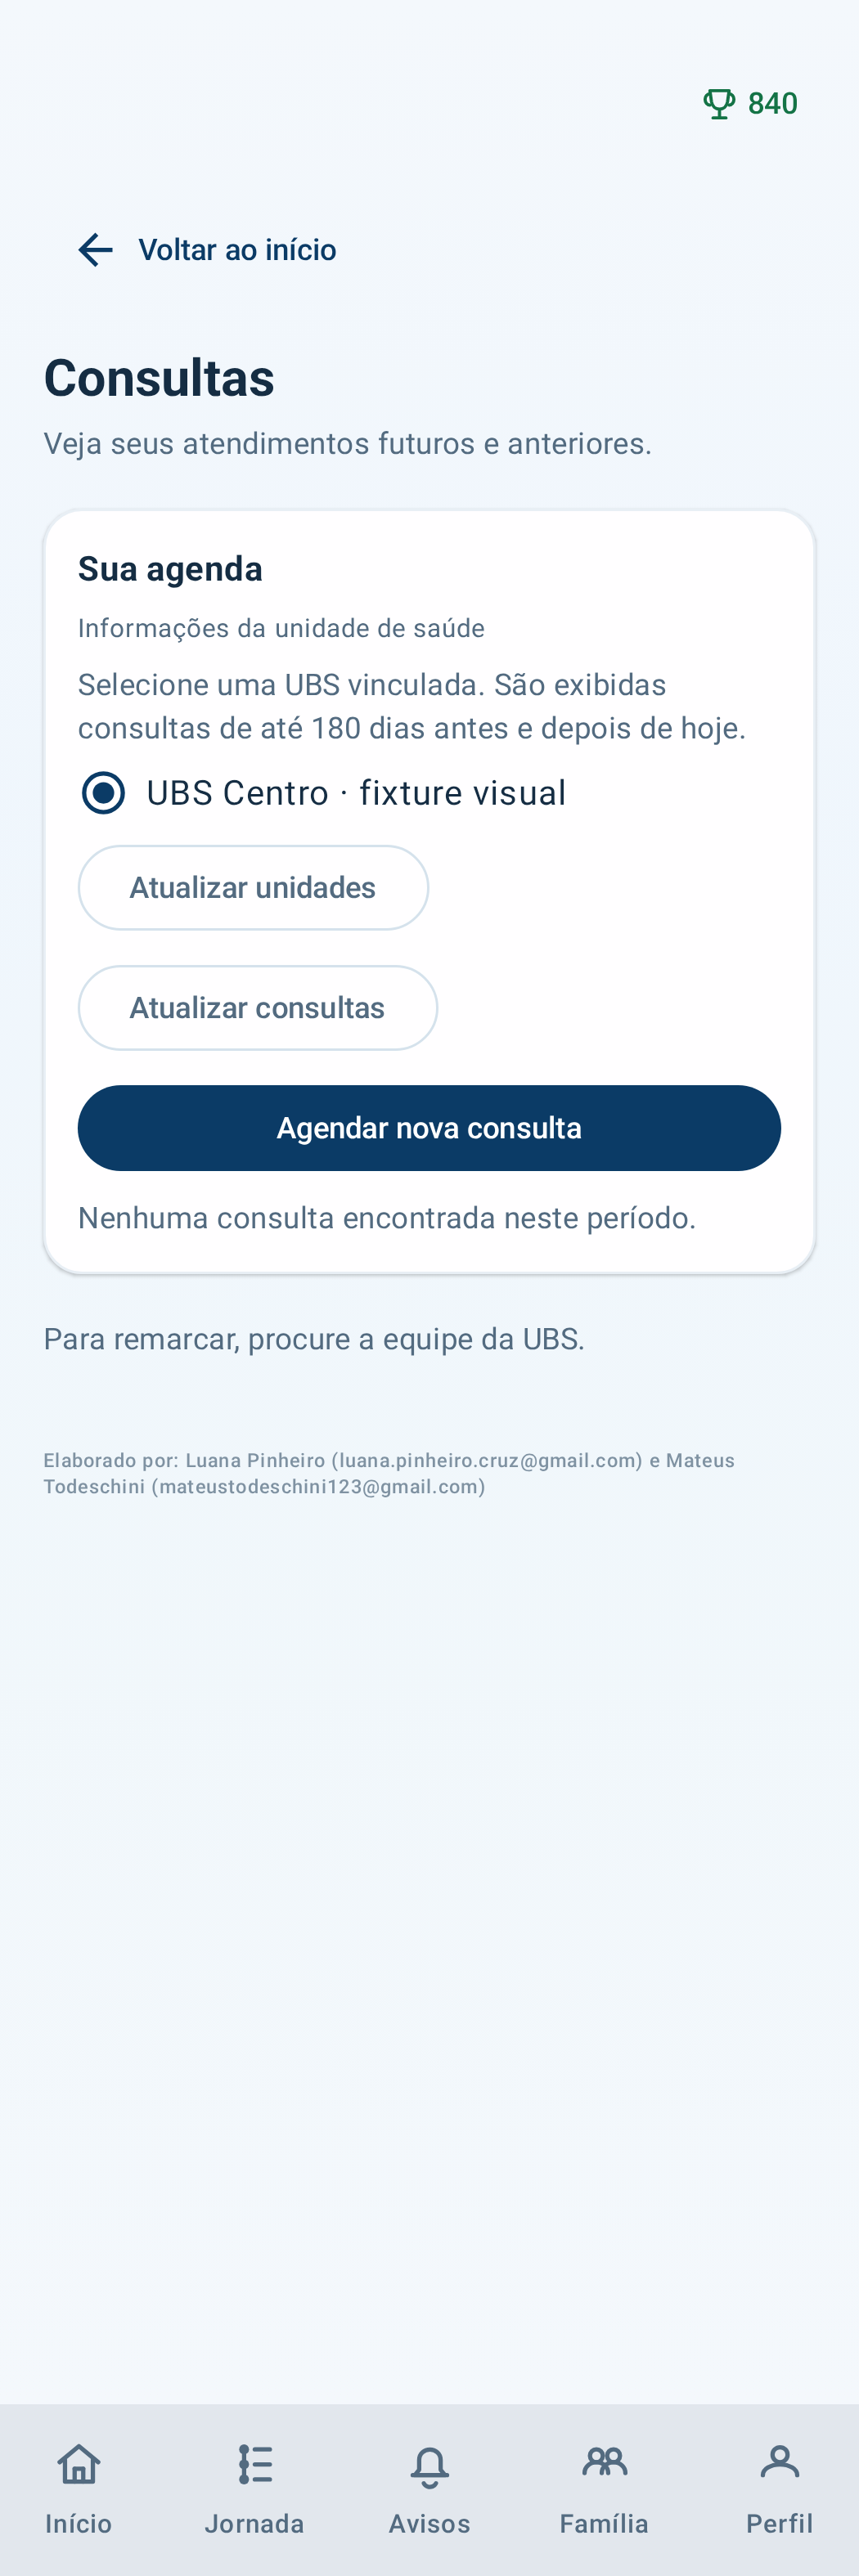 840
Voltar ao início
Consultas
Veja seus atendimentos futuros e anteriores.
Sua agenda
Informações da unidade de saúde
Selecione uma UBS vinculada. São exibidas
consultas de até 180 dias antes e depois de hoje.
UBS Centro · fixture visual
Atualizar unidades
Atualizar consultas
Agendar nova consulta
Nenhuma consulta encontrada neste período.
Para remarcar, procure a equipe da UBS.
Elaborado por: Luana Pinheiro (luana.pinheiro.cruz@gmail.com) e Mateus
Todeschini (mateustodeschini123@gmail.com)
Início
Jornada
Avisos
Família
Perfil